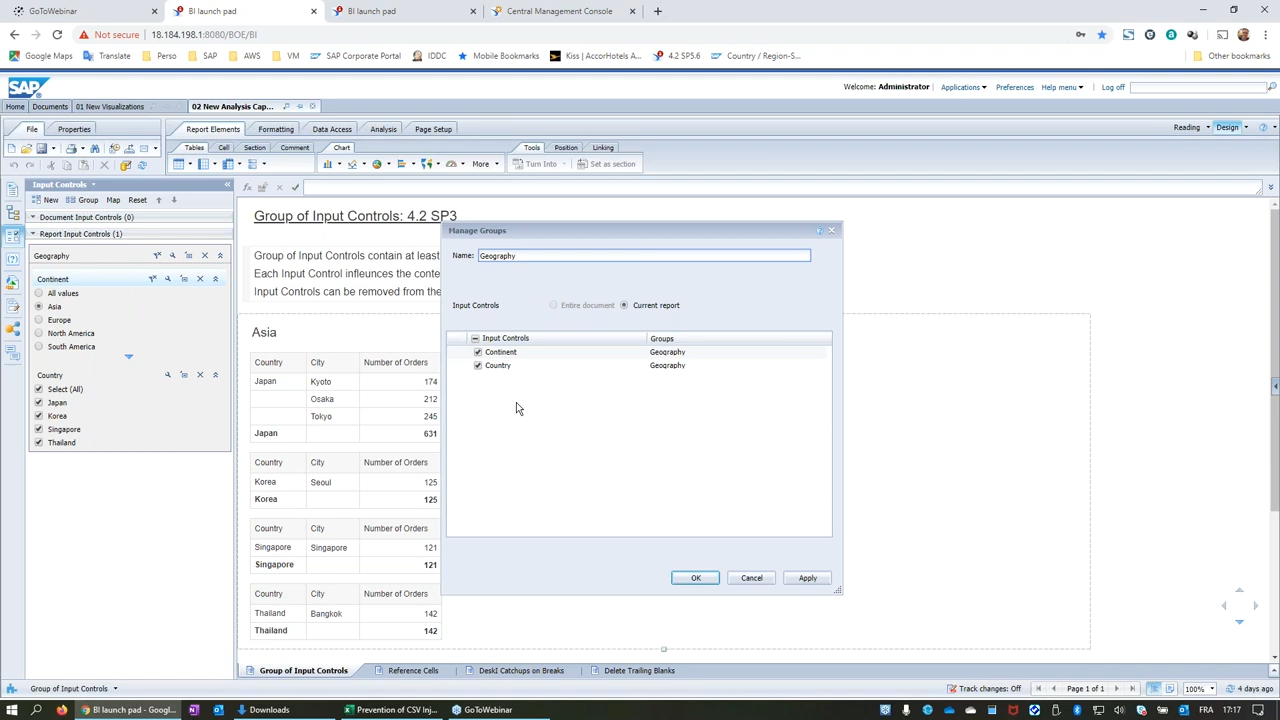 GoToWebinar
BI launch pad
BI launch pad
Central Management Console
Not secure | 18.184.198.1:8080/BOE/BI
Google Maps
Translate
Perso
SAP
AWS
VM
SAP Corporate Portal
IDDC
Mobile Bookmarks
Kiss | AccorHotels A...
4.2 SP5.6
Country / Region-S...
Other bookmarks
SAP
Welcome: Administrator
Applications
Preferences
Help menu
Log off
Home
Documents
01 New Visualizations
02 New Analysis Cap...
File
Properties
Report Elements
Formatting
Data Access
Analysis
Page Setup
Reading
Design
Tables
Cell
Section
Comment
Chart
Tools
Position
Linking
More
Turn Into
Set as section
Input Controls
New
Group
Map
Reset
Document Input Controls (0)
Report Input Controls (1)
Geography
Continent
All values
Asia
Europe
North America
South America
Country
Select (All)
Japan
Korea
Singapore
Thailand
Group of Input Controls: 4.2 SP3
Group of Input Controls contain at least
Each Input Control influences the conte
Input Controls can be removed from the
Asia
Country City Number of Orders
Japan Kyoto 174
Osaka 212
Tokyo 245
Japan 631
Country City Number of Orders
Korea Seoul 125
Korea 125
Country City Number of Orders
Singapore Singapore 121
Singapore 121
Country City Number of Orders
Thailand Bangkok 142
Thailand 142
Manage Groups
Name: Geography
Input Controls
Entire document
Current report
Input Controls Groups
Continent Geography
Country Geography
OK
Cancel
Apply
Group of Input Controls
Reference Cells
DeskI Catchups on Breaks
Delete Trailing Blanks
Group of Input Controls
Track changes: Off
Page 1 of 1
100%
4 days ago
BI launch pad - Googl...
Downloads
Prevention of CSV Inj...
GoToWebinar
FRA
17:17